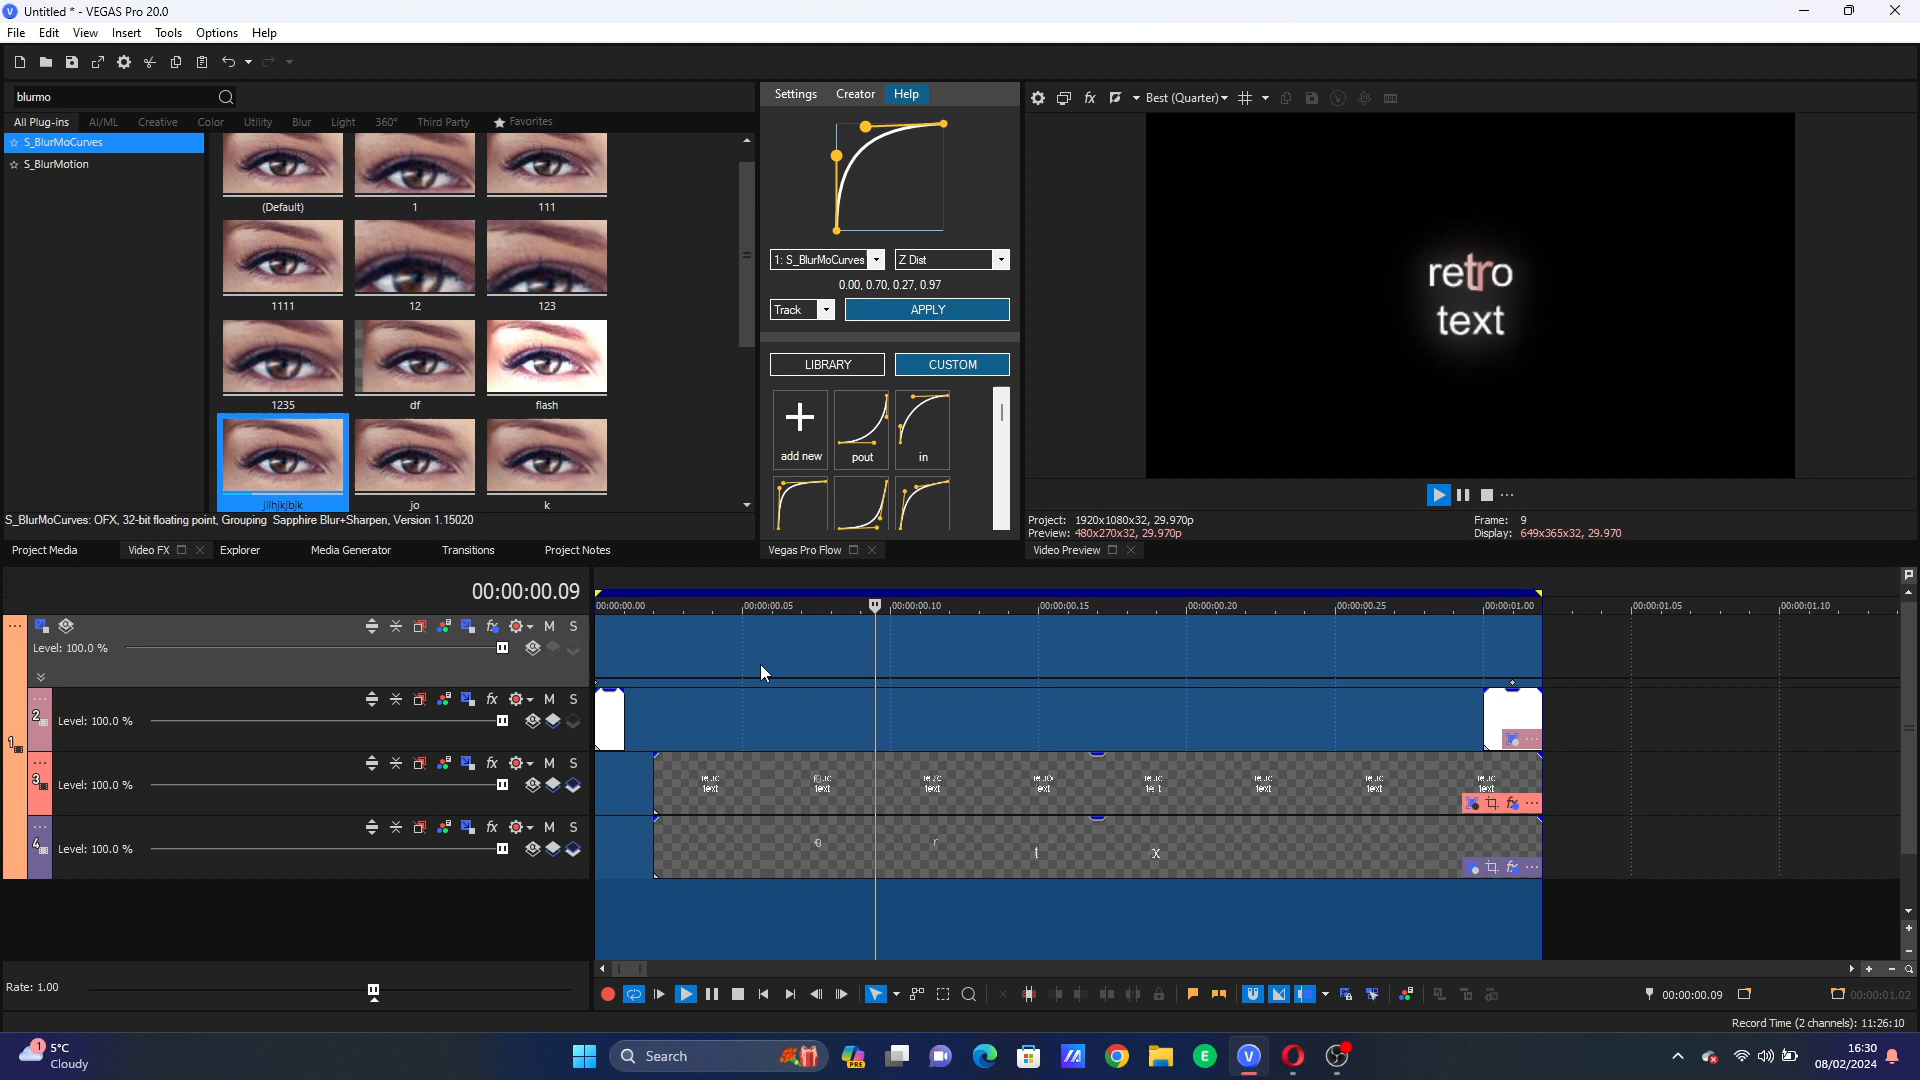 Untitled * - VEGAS Pro 20.0
File Edit View Insert Tools Options Help
blurmo
All Plug-ins AI/ML Creative Color Utility Blur Light 360° Third Party Favorites
S_BlurMoCurves
S_BlurMotion
(Default) 1 111
1111 12 123
1235 df flash
jllhjkjbjk jo k
S_BlurMoCurves: OFX, 32-bit floating point, Grouping Sapphire Blur+Sharpen, Version 1.15020
Project Media Video FX Explorer Media Generator Transitions Project Notes
Settings Creator Help
1: S_BlurMoCurves Z Dist
0.00, 0.70, 0.27, 0.97
Track APPLY
LIBRARY CUSTOM
add new pout in
Vegas Pro Flow
Best (Quarter)
retro
text
Project: 1920x1080x32, 29.970p
Preview: 480x270x32, 29.970p
Frame: 9
Display: 649x365x32, 29.970
Video Preview
00:00:00.09
00:00:00.00 00:00:00.05 00:00:00.10 00:00:00.15 00:00:00.20 00:00:00.25 00:00:01.00 00:00:01.05 00:00:01.10
M S
Level: 100.0 %
1
2
M S
Level: 100.0 %
3
M S
Level: 100.0 %
4
M S
Level: 100.0 %
e r t x
Rate: 1.00
00:00:00.09 00:00:01.02
Record Time (2 channels): 11:26:10
1
5°C
Cloudy
Search
PRE
E
V
16:30
08/02/2024